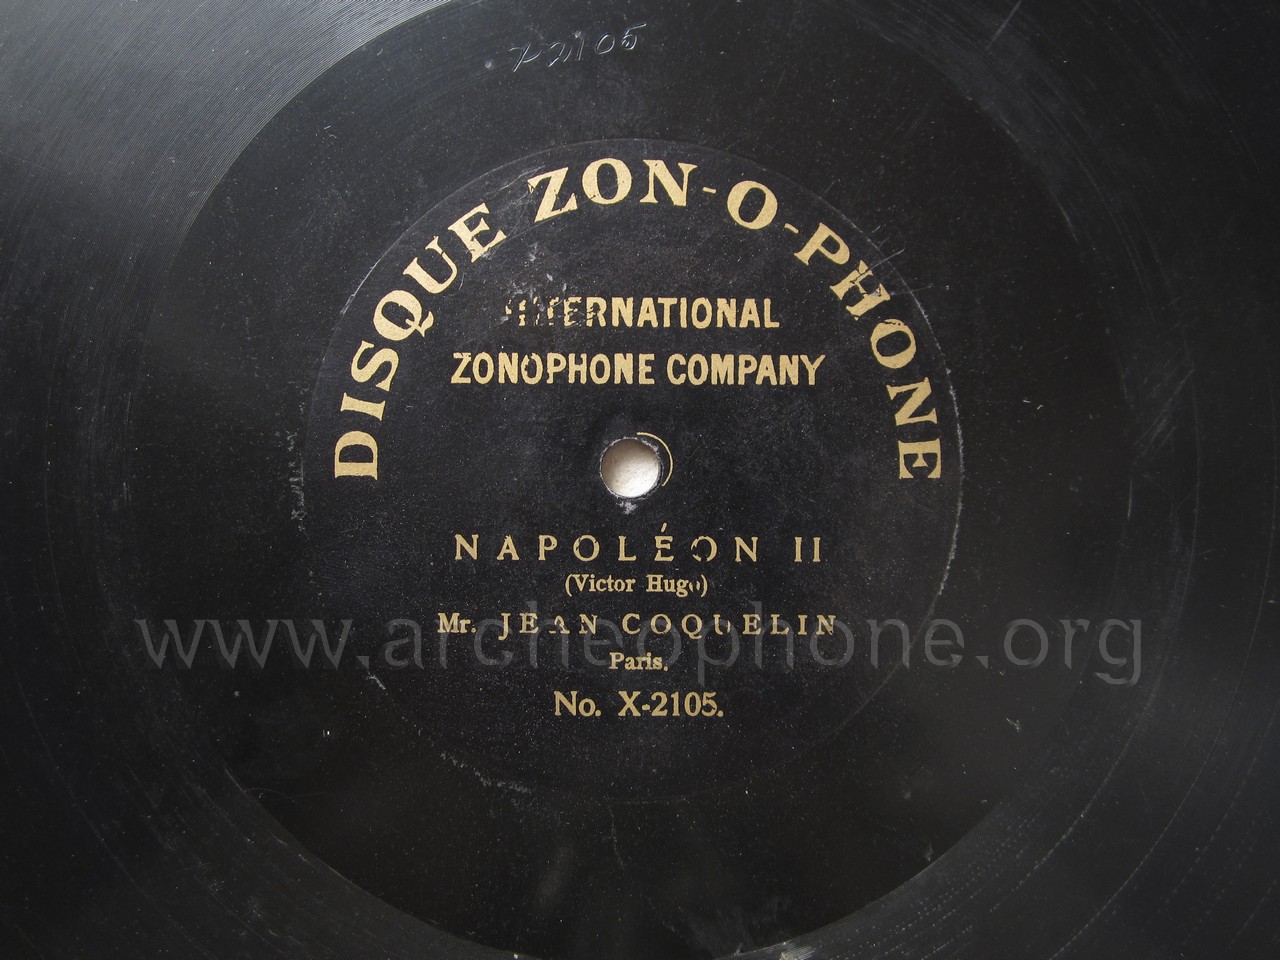 X2105
DISQUE ZON-O-PHONE
INTERNATIONAL
ZONOPHONE COMPANY
NAPOLÉON II
(Victor Hugo)
Mr. JEAN COQUELIN
www.archeophone.org
Paris.
No. X-2105.